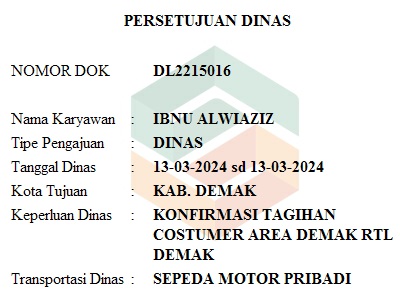 PERSETUJUAN DINAS
NOMOR DOK DL2215016
Nama Karyawan : IBNU ALWIAZIZ
Tipe Pengajuan : DINAS
Tanggal Dinas : 13-03-2024 sd 13-03-2024
Kota Tujuan : KAB. DEMAK
Keperluan Dinas : KONFIRMASI TAGIHAN
COSTUMER AREA DEMAK RTL
DEMAK
Transportasi Dinas : SEPEDA MOTOR PRIBADI